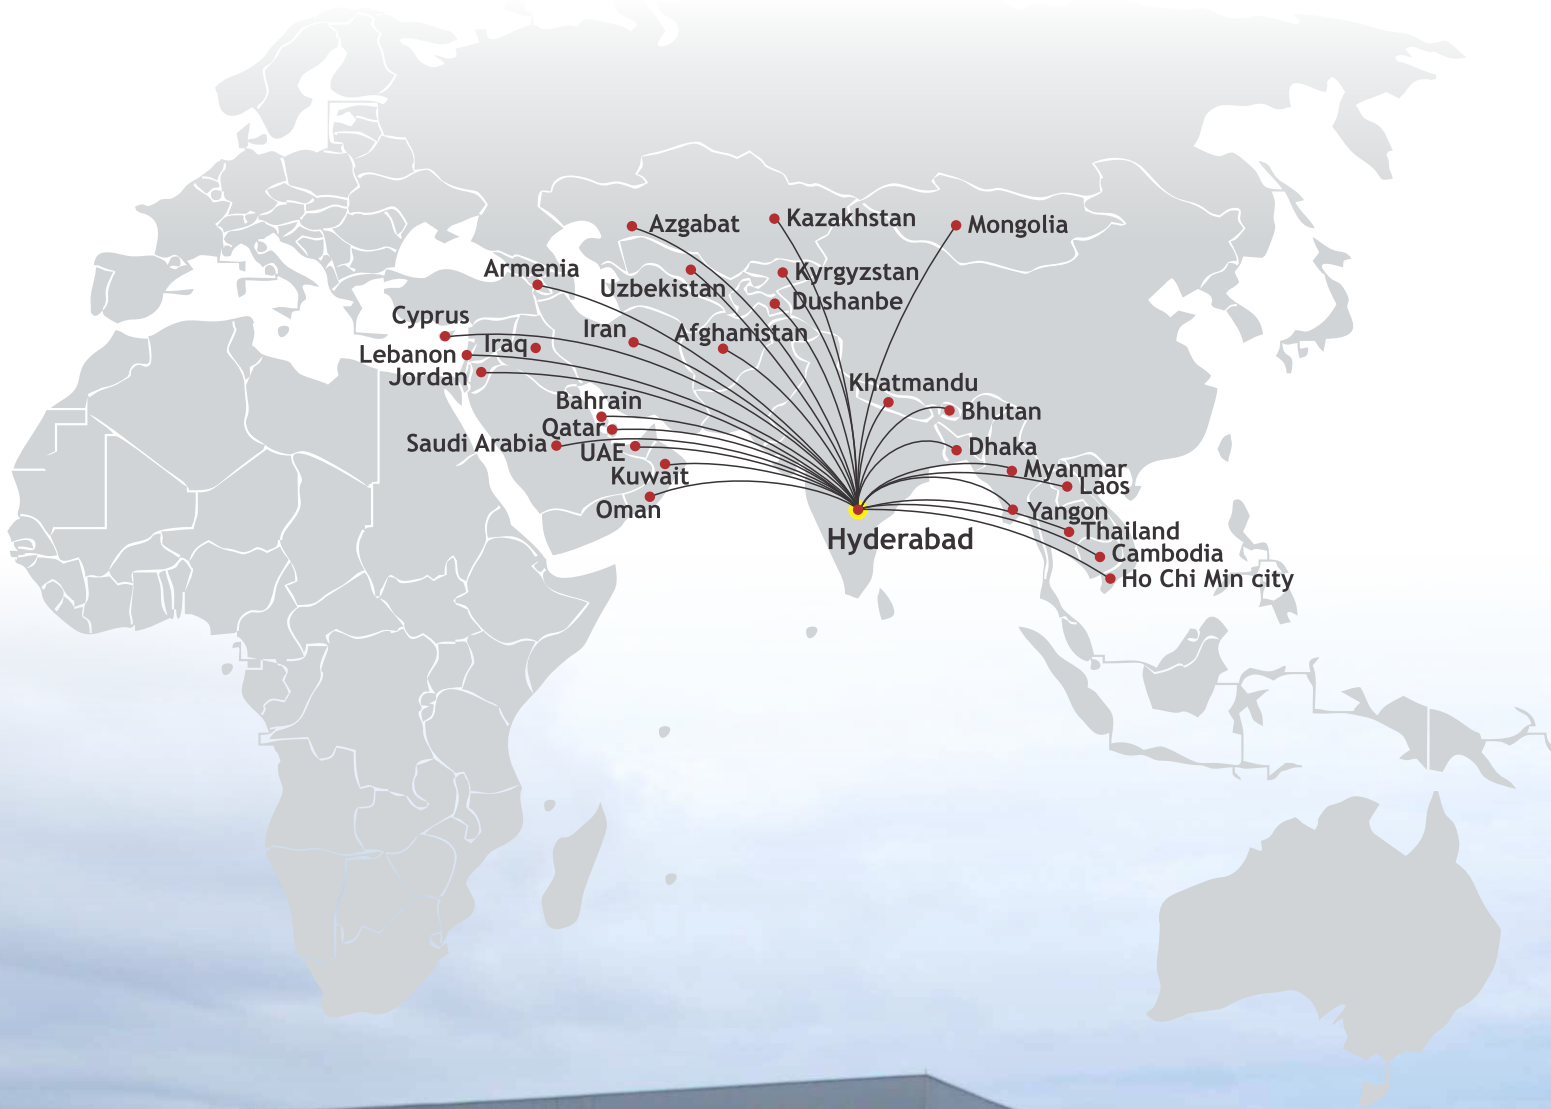 Azgabat
Kazakhstan
Mongolia
Armenia
Kyrgyzstan
Uzbekistan
Dushanbe
Cyprus
Iran
Afghanistan
Iraq
Lebanon
Jordan
Khatmandu
Bahrain
Bhutan
Qatar
Saudi Arabia
UAE
Dhaka
Myanmar
Kuwait
Laos
Oman
Yangon
Thailand
Hyderabad
Cambodia
Ho Chi Min city